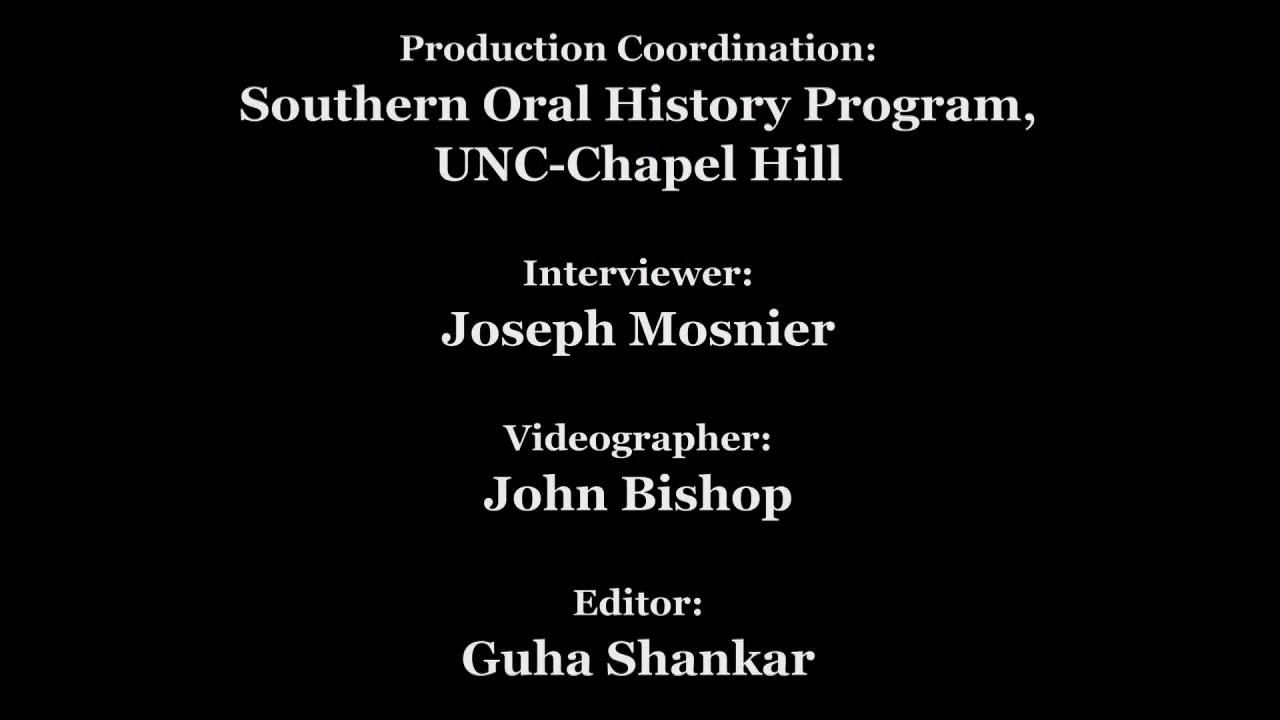 Production Coordination:
Southern Oral History Program,
UNC-Chapel Hill
Interviewer:
Joseph Mosnier
Videographer:
John Bishop
Editor:
Guha Shankar